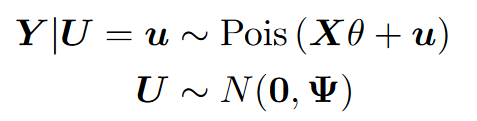 Y|U = u ∼ Pois (Xθ + u)
U ∼ N(0, Ψ)